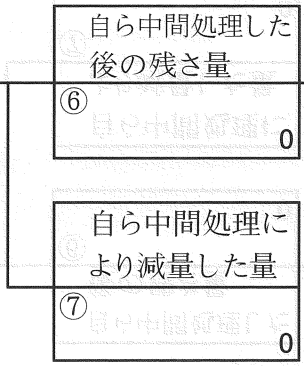 自ら中間処理した
後の残さ量
⑥
0
自ら中間処理に
より減量した量
⑦
0